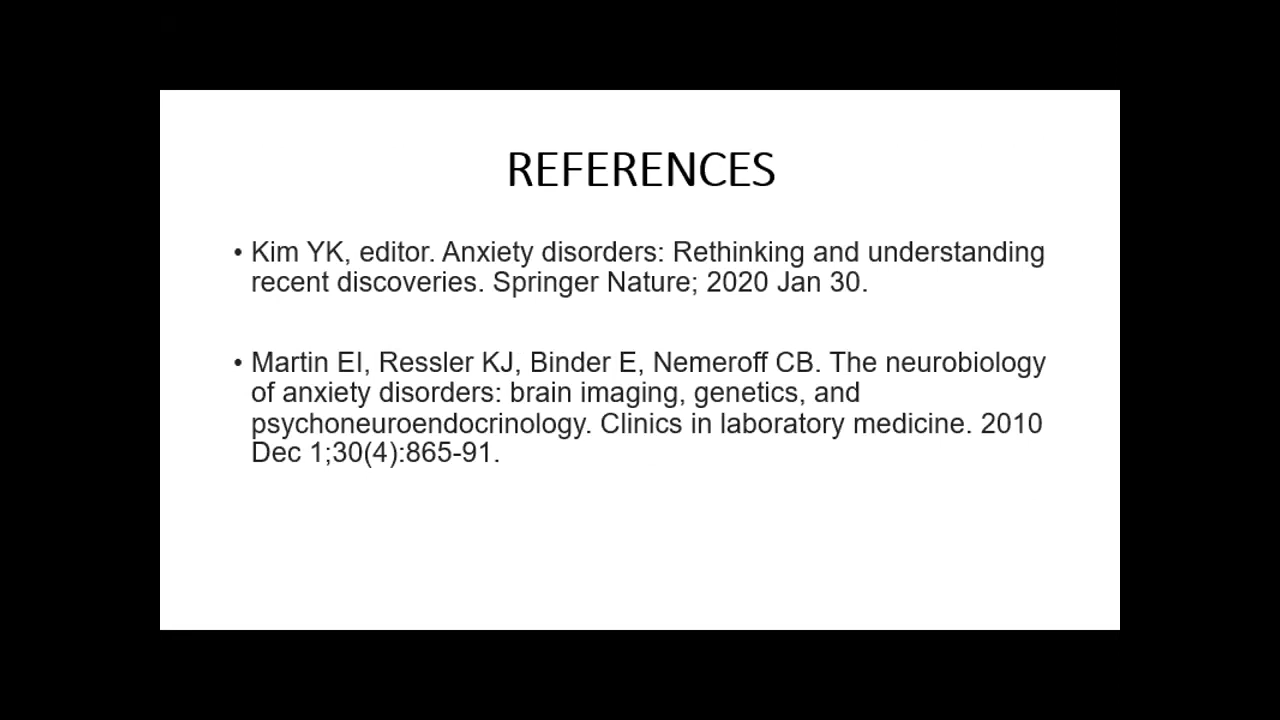 REFERENCES
• Kim YK, editor. Anxiety disorders: Rethinking and understanding
recent discoveries. Springer Nature; 2020 Jan 30.
• Martin EI, Ressler KJ, Binder E, Nemeroff CB. The neurobiology
of anxiety disorders: brain imaging, genetics, and
psychoneuroendocrinology. Clinics in laboratory medicine. 2010
Dec 1;30(4):865-91.